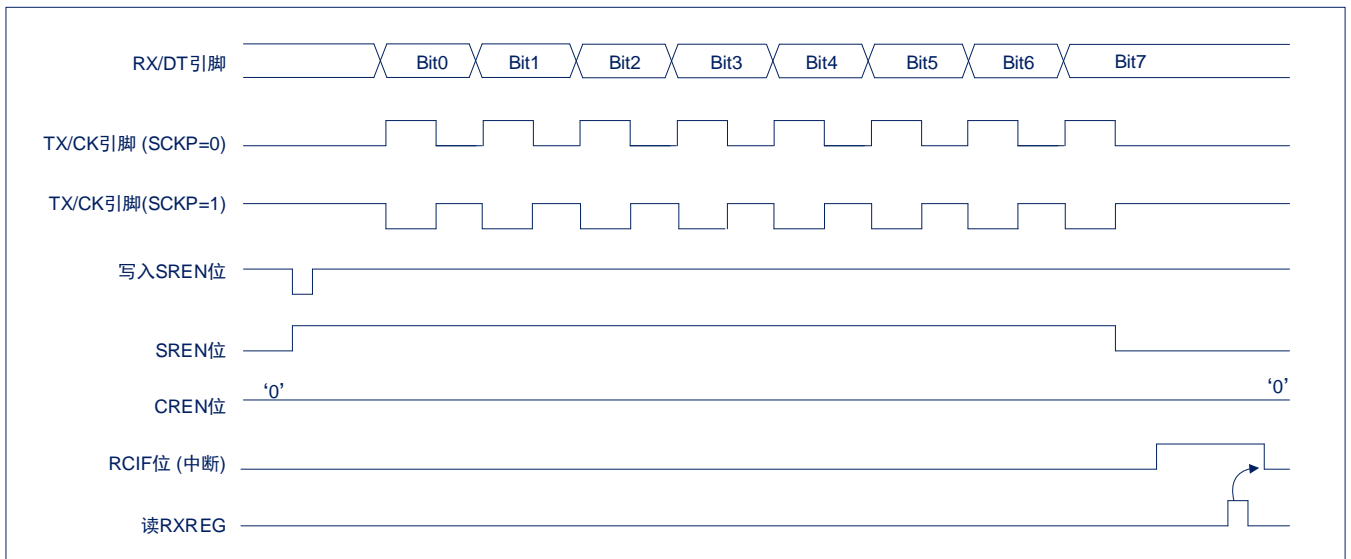 RX/DT引脚
Bit0 Bit1 Bit2 Bit3 Bit4 Bit5 Bit6 Bit7
TX/CK引脚 (SCKP=0)
TX/CK引脚(SCKP=1)
写入SREN位
SREN位
‘0’ ‘0’
CREN位
RCIF位 (中断)
读RXREG